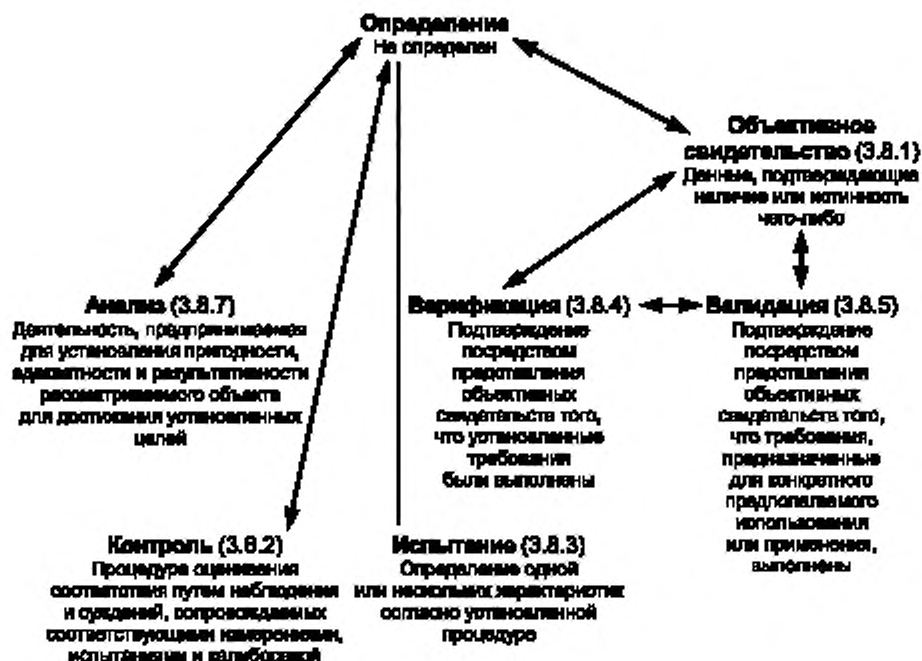 Определение
Не определен
Объективное
свидетельство (3.8.1)
Данные, подтверждающие
наличие или истинность
чего-либо
Анализ (3.8.7)
Деятельность, предпринимаемая
для установления пригодности,
адекватности и результативности
рассматриваемого объекта
для достижения установленных
целей
Верификация (3.8.4)
Подтверждение
посредством
представления
объективных
свидетельств того,
что установленные
требования
были выполнены
Валидация (3.8.5)
Подтверждение
посредством
представления
объективных
свидетельств того,
что требования,
предназначенные
для конкретного
предполагаемого
использования
или применения,
выполнены
Контроль (3.8.2)
Процедура оценивания
соответствия путем наблюдения
и суждений, сопровождаемых
соответствующими измерениями,
испытаниями и калибровкой
Испытание (3.8.3)
Определение одной
или нескольких характеристик
согласно установленной
процедуре